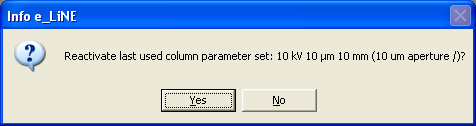 Info e_LiNE
Reactivate last used column parameter set: 10 kV 10 µm 10 mm (10 um aperture /)?
Yes
No